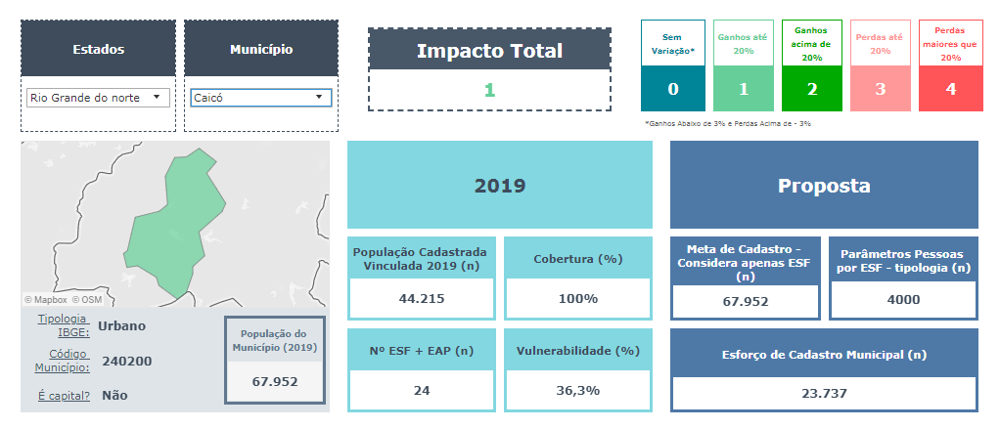 Estados
Rio Grande do norte
Município
Caicó
Impacto Total
1
Sem
Variação*
0
Ganhos até
20%
1
Ganhos
acima de
20%
2
Perdas até
20%
3
Perdas
maiores que
20%
4
*Ganhos Abaixo de 3% e Perdas Acima de - 3%
© Mapbox © OSM
Tipologia
IBGE:
Urbano
Código
Município:
240200
É capital?
Não
População do
Município (2019)
67.952
2019
População Cadastrada
Vinculada 2019 (n)
44.215
Cobertura (%)
100%
Nº ESF + EAP (n)
24
Vulnerabilidade (%)
36,3%
Proposta
Meta de Cadastro -
Considera apenas ESF
(n)
67.952
Parâmetros Pessoas
por ESF - tipologia (n)
4000
Esforço de Cadastro Municipal (n)
23.737